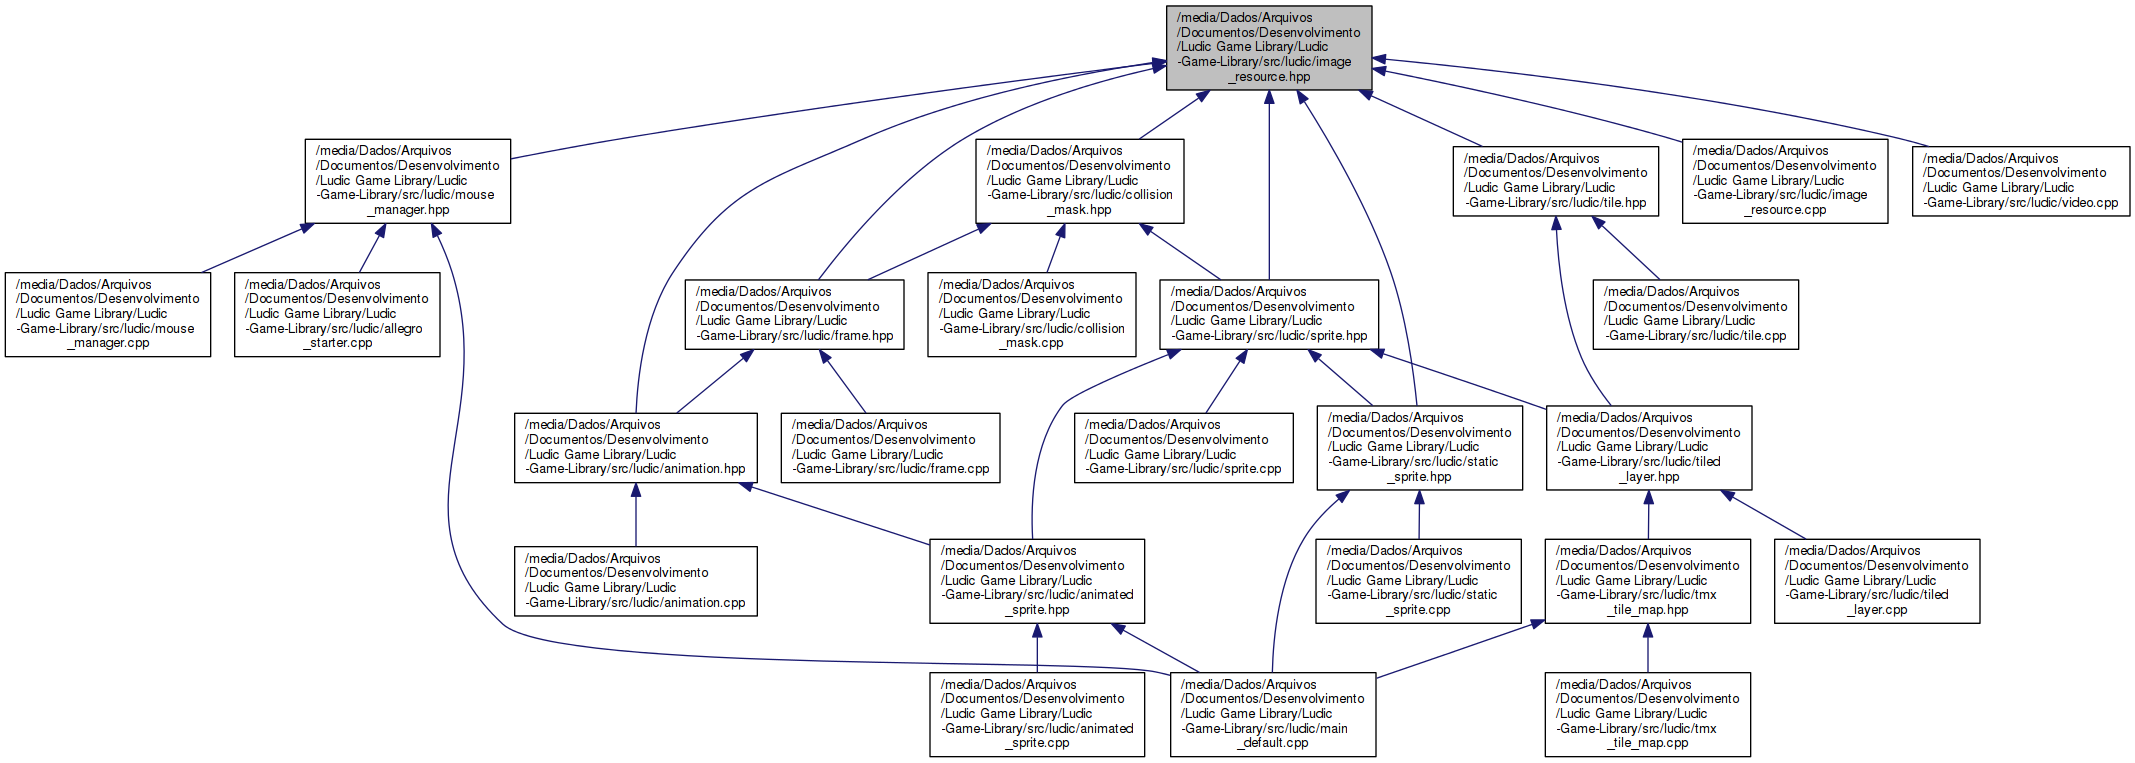 /media/Dados/Arquivos
/Documentos/Desenvolvimento
/Ludic Game Library/Ludic
-Game-Library/src/ludic/image
_resource.hpp
/media/Dados/Arquivos
/Documentos/Desenvolvimento
/Ludic Game Library/Ludic
-Game-Library/src/ludic/mouse
_manager.hpp
/media/Dados/Arquivos
/Documentos/Desenvolvimento
/Ludic Game Library/Ludic
-Game-Library/src/ludic/collision
_mask.hpp
/media/Dados/Arquivos
/Documentos/Desenvolvimento
/Ludic Game Library/Ludic
-Game-Library/src/ludic/tile.hpp
/media/Dados/Arquivos
/Documentos/Desenvolvimento
/Ludic Game Library/Ludic
-Game-Library/src/ludic/image
_resource.cpp
/media/Dados/Arquivos
/Documentos/Desenvolvimento
/Ludic Game Library/Ludic
-Game-Library/src/ludic/video.cpp
/media/Dados/Arquivos
/Documentos/Desenvolvimento
/Ludic Game Library/Ludic
-Game-Library/src/ludic/mouse
_manager.cpp
/media/Dados/Arquivos
/Documentos/Desenvolvimento
/Ludic Game Library/Ludic
-Game-Library/src/ludic/allegro
_starter.cpp
/media/Dados/Arquivos
/Documentos/Desenvolvimento
/Ludic Game Library/Ludic
-Game-Library/src/ludic/frame.hpp
/media/Dados/Arquivos
/Documentos/Desenvolvimento
/Ludic Game Library/Ludic
-Game-Library/src/ludic/collision
_mask.cpp
/media/Dados/Arquivos
/Documentos/Desenvolvimento
/Ludic Game Library/Ludic
-Game-Library/src/ludic/sprite.hpp
/media/Dados/Arquivos
/Documentos/Desenvolvimento
/Ludic Game Library/Ludic
-Game-Library/src/ludic/tile.cpp
/media/Dados/Arquivos
/Documentos/Desenvolvimento
/Ludic Game Library/Ludic
-Game-Library/src/ludic/animation.hpp
/media/Dados/Arquivos
/Documentos/Desenvolvimento
/Ludic Game Library/Ludic
-Game-Library/src/ludic/frame.cpp
/media/Dados/Arquivos
/Documentos/Desenvolvimento
/Ludic Game Library/Ludic
-Game-Library/src/ludic/sprite.cpp
/media/Dados/Arquivos
/Documentos/Desenvolvimento
/Ludic Game Library/Ludic
-Game-Library/src/ludic/static
_sprite.hpp
/media/Dados/Arquivos
/Documentos/Desenvolvimento
/Ludic Game Library/Ludic
-Game-Library/src/ludic/tiled
_layer.hpp
/media/Dados/Arquivos
/Documentos/Desenvolvimento
/Ludic Game Library/Ludic
-Game-Library/src/ludic/animation.cpp
/media/Dados/Arquivos
/Documentos/Desenvolvimento
/Ludic Game Library/Ludic
-Game-Library/src/ludic/animated
_sprite.hpp
/media/Dados/Arquivos
/Documentos/Desenvolvimento
/Ludic Game Library/Ludic
-Game-Library/src/ludic/static
_sprite.cpp
/media/Dados/Arquivos
/Documentos/Desenvolvimento
/Ludic Game Library/Ludic
-Game-Library/src/ludic/tmx
_tile_map.hpp
/media/Dados/Arquivos
/Documentos/Desenvolvimento
/Ludic Game Library/Ludic
-Game-Library/src/ludic/tiled
_layer.cpp
/media/Dados/Arquivos
/Documentos/Desenvolvimento
/Ludic Game Library/Ludic
-Game-Library/src/ludic/animated
_sprite.cpp
/media/Dados/Arquivos
/Documentos/Desenvolvimento
/Ludic Game Library/Ludic
-Game-Library/src/ludic/main
_default.cpp
/media/Dados/Arquivos
/Documentos/Desenvolvimento
/Ludic Game Library/Ludic
-Game-Library/src/ludic/tmx
_tile_map.cpp